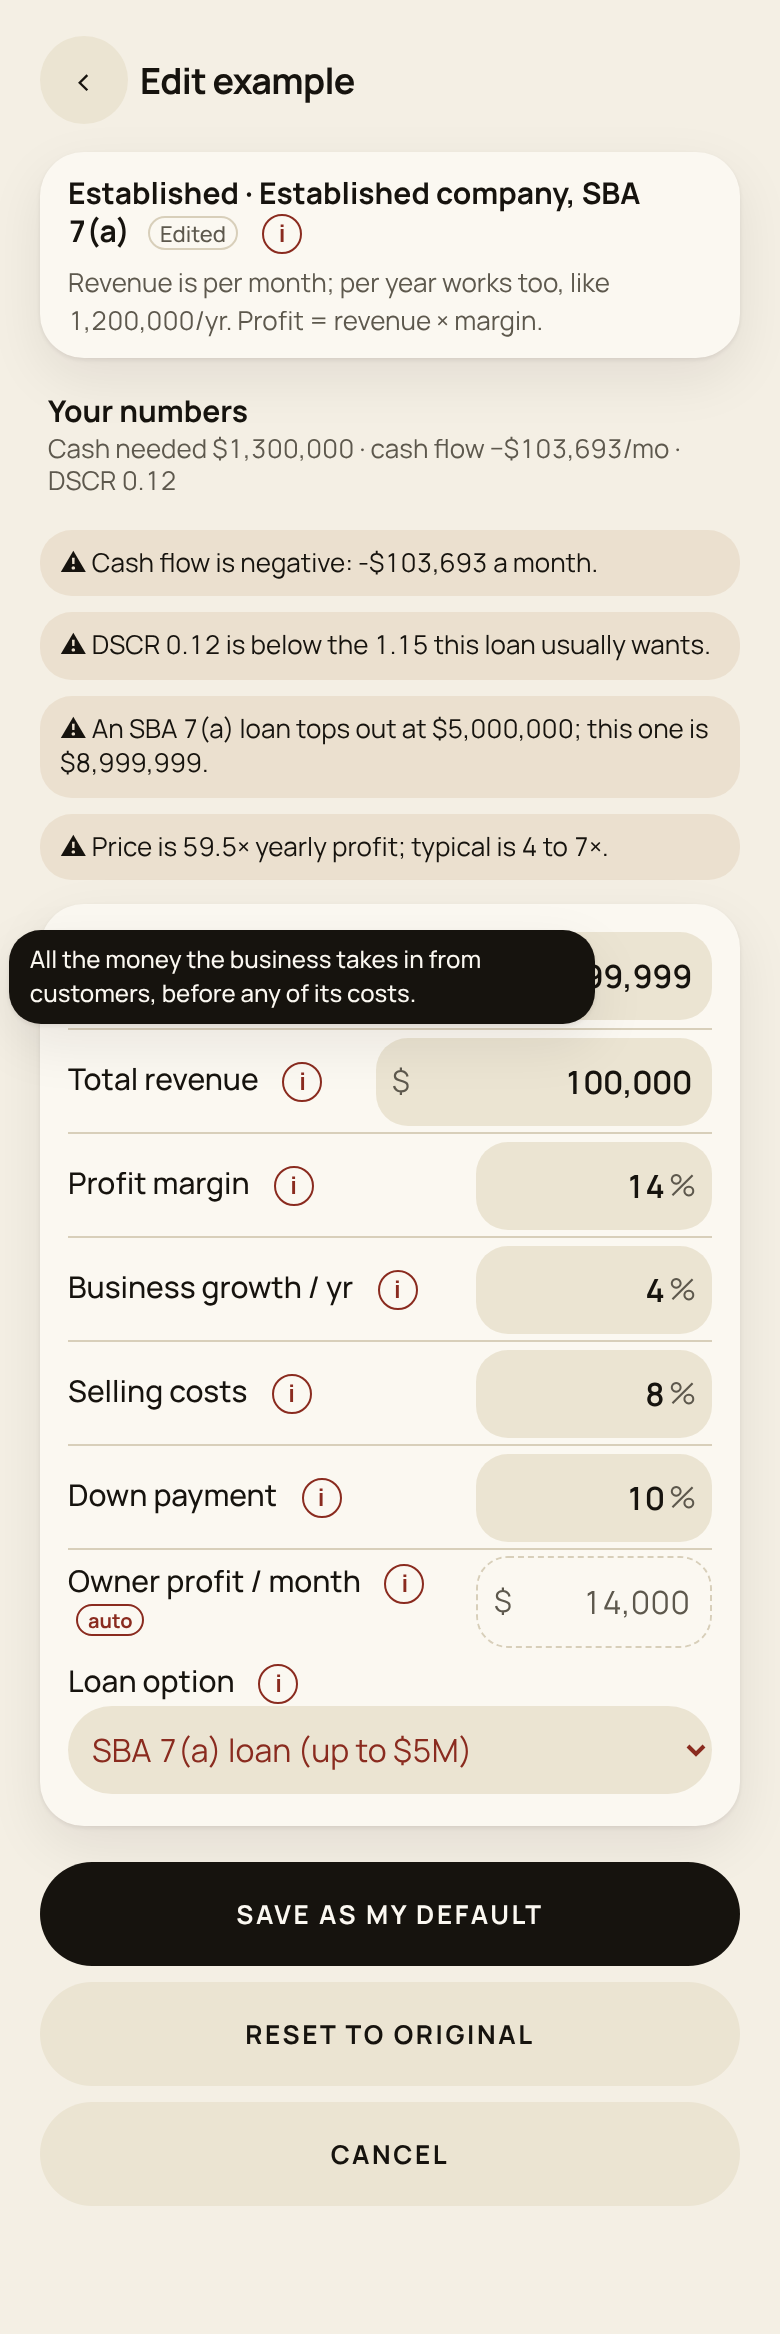 Edit example
Established · Established company, SBA
7(a) Edited i
Revenue is per month; per year works too, like
1,200,000/yr. Profit = revenue × margin.
Your numbers
Cash needed $1,300,000 · cash flow −$103,693/mo ·
DSCR 0.12
Cash flow is negative: -$103,693 a month.
DSCR 0.12 is below the 1.15 this loan usually wants.
An SBA 7(a) loan tops out at $5,000,000; this one is
$8,999,999.
Price is 59.5× yearly profit; typical is 4 to 7×.
All the money the business takes in from
customers, before any of its costs.
99,999
Total revenue i $ 100,000
Profit margin i 14 %
Business growth / yr i 4 %
Selling costs i 8 %
Down payment i 10 %
Owner profit / month i $ 14,000
auto
Loan option i
SBA 7(a) loan (up to $5M)
SAVE AS MY DEFAULT
RESET TO ORIGINAL
CANCEL